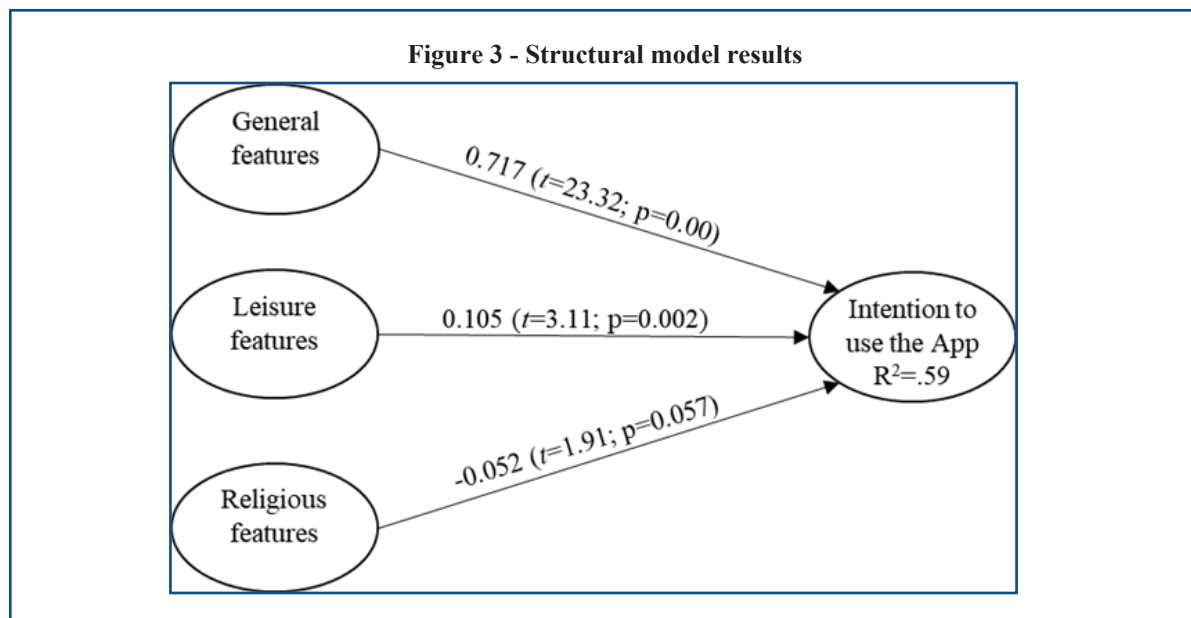 Figure 3 - Structural model results
General
features
0.717 (t=23.32; p=0.00)
Leisure
features
0.105 (t=3.11; p=0.002)
Intention to
use the App
R²=.59
-0.052 (t=1.91; p=0.057)
Religious
features